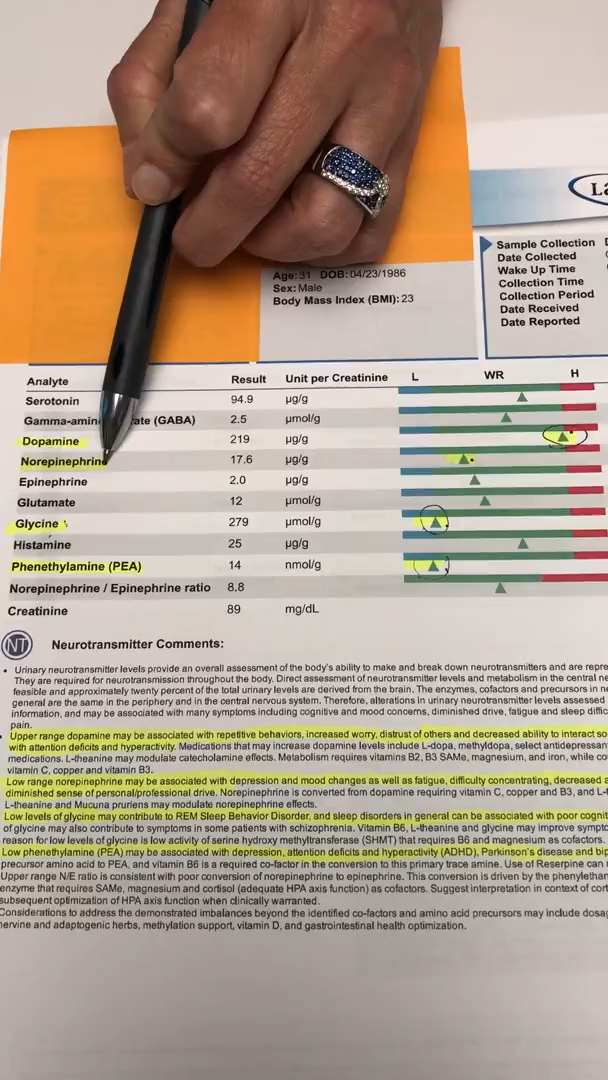 La
Sample Collection
Date Collected
Wake Up Time
Collection Time
Collection Period
Date Received
Date Reported
Age: 31 DOB: 04/23/1986
Sex: Male
Body Mass Index (BMI): 23
Analyte Result Unit per Creatinine L WR H
Serotonin 94.9 µg/g
Gamma-amin rate (GABA) 2.5 µmol/g
Dopamine 219 µg/g
Norepinephrine 17.6 µg/g
Epinephrine 2.0 µg/g
Glutamate 12 µmol/g
Glycine 279 µmol/g
Histamine 25 µg/g
Phenethylamine (PEA) 14 nmol/g
Norepinephrine / Epinephrine ratio 8.8
Creatinine 89 mg/dL
NT Neurotransmitter Comments:
• Urinary neurotransmitter levels provide an overall assessment of the body's ability to make and break down neurotransmitters and are repre
They are required for neurotransmission throughout the body. Direct assessment of neurotransmitter levels and metabolism in the central ne
feasible and approximately twenty percent of the total urinary levels are derived from the brain. The enzymes, cofactors and precursors in ne
general are the same in the periphery and in the central nervous system. Therefore, alterations in urinary neurotransmitter levels assessed
information, and may be associated with many symptoms including cognitive and mood concerns, diminished drive, fatigue and sleep diffic
pain.
• Upper range dopamine may be associated with repetitive behaviors, increased worry, distrust of others and decreased ability to interact so
with attention deficits and hyperactivity. Medications that may increase dopamine levels include L-dopa, methyldopa, select antidepressan
medications. L-theanine may modulate catecholamine effects. Metabolism requires vitamins B2, B3 SAMe, magnesium, and iron, while co
vitamin C, copper and vitamin B3.
Low range norepinephrine may be associated with depression and mood changes as well as fatigue, difficulty concentrating, decreased a
diminished sense of personal/professional drive. Norepinephrine is converted from dopamine requiring vitamin C, copper and B3, and L-t
L-theanine and Mucuna pruriens may modulate norepinephrine effects.
Low levels of glycine may contribute to REM Sleep Behavior Disorder, and sleep disorders in general can be associated with poor cognit
of glycine may also contribute to symptoms in some patients with schizophrenia. Vitamin B6, L-theanine and glycine may improve sympto
reason for low levels of glycine is low activity of serine hydroxy methyltransferase (SHMT) that requires B6 and magnesium as cofactors.
Low phenethylamine (PEA) may be associated with depression, attention deficits and hyperactivity (ADHD), Parkinson's disease and bip
precursor amino acid to PEA, and vitamin B6 is a required co-factor in the conversion to this primary trace amine. Use of Reserpine can
Upper range N/E ratio is consistent with poor conversion of norepinephrine to epinephrine. This conversion is driven by the phenylethan
enzyme that requires SAMe, magnesium and cortisol (adequate HPA axis function) as cofactors. Suggest interpretation in context of cort
subsequent optimization of HPA axis function when clinically warranted.
Considerations to address the demonstrated imbalances beyond the identified co-factors and amino acid precursors may include dosag
nervine and adaptogenic herbs, methylation support, vitamin D, and gastrointestinal health optimization.